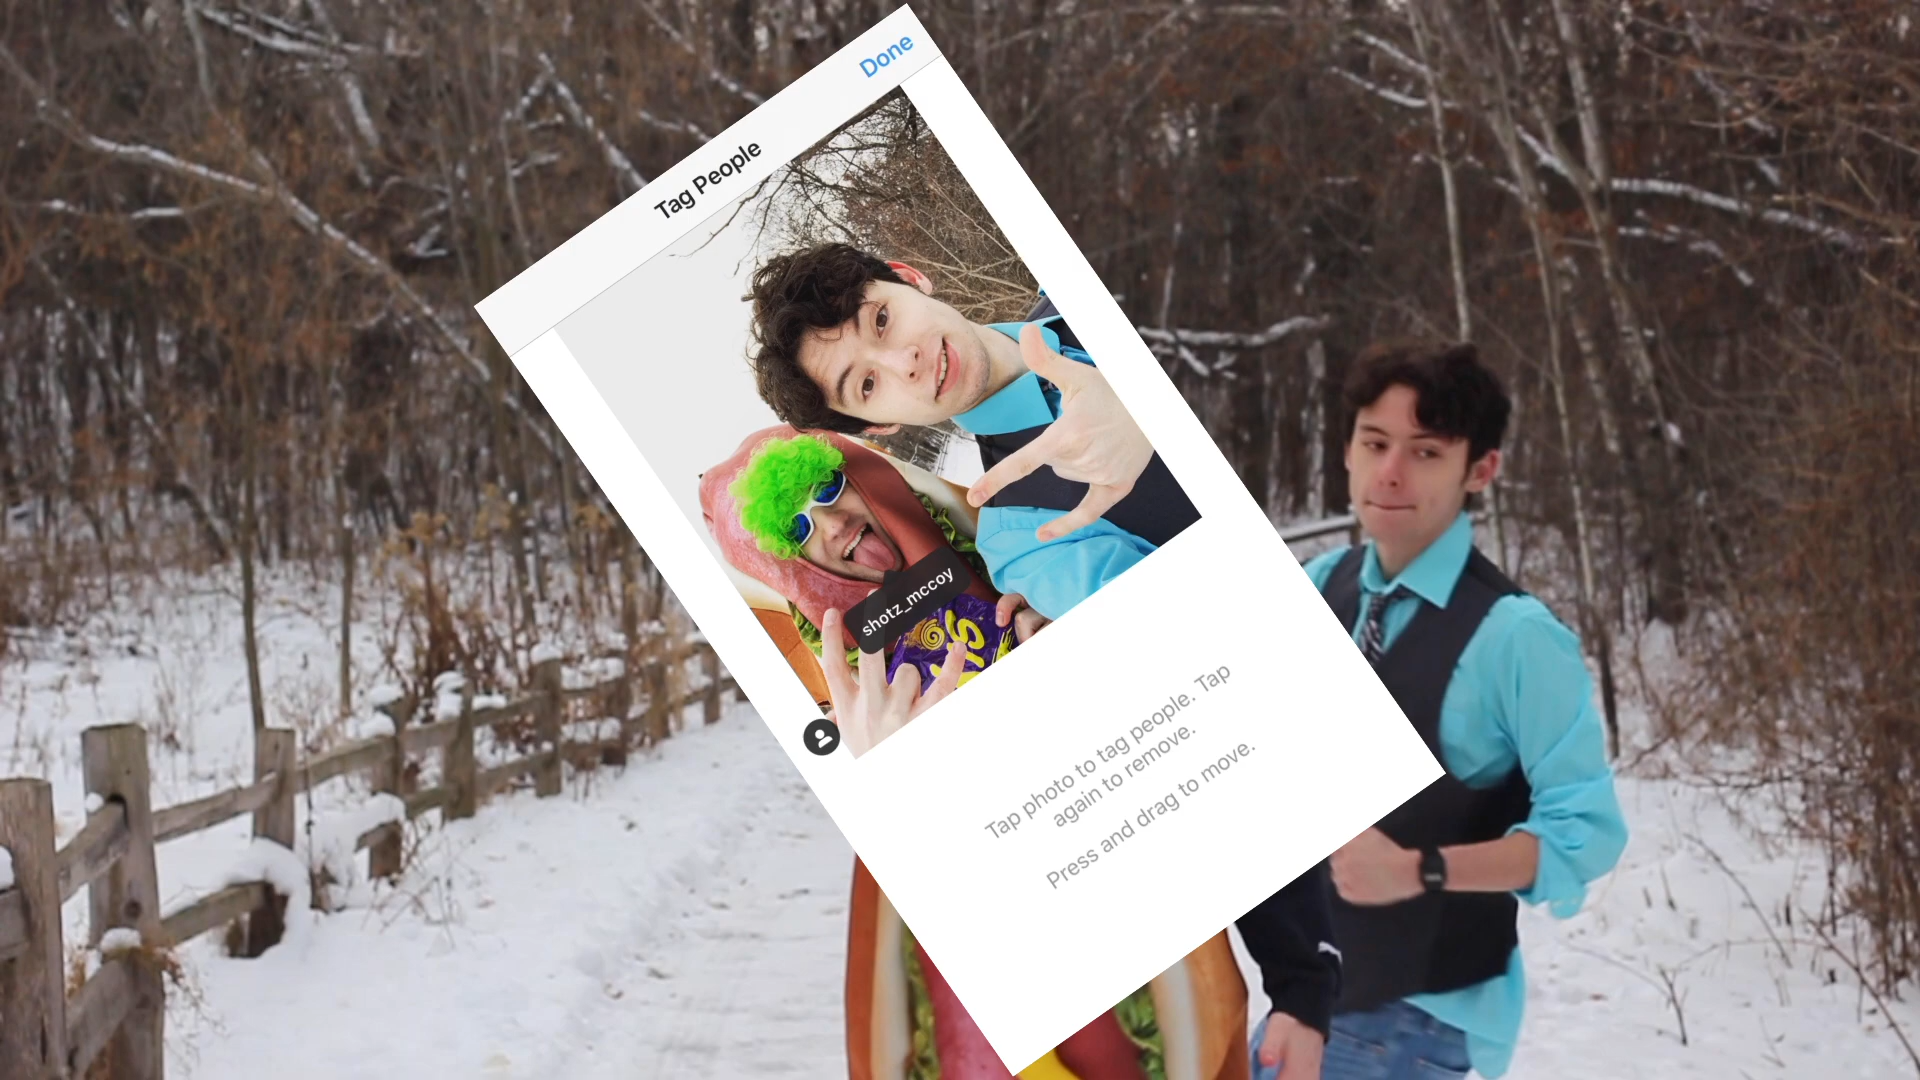 Done
Tag People
shotz_mccoy
Tap photo to tag people. Tap
again to remove.
Press and drag to move.